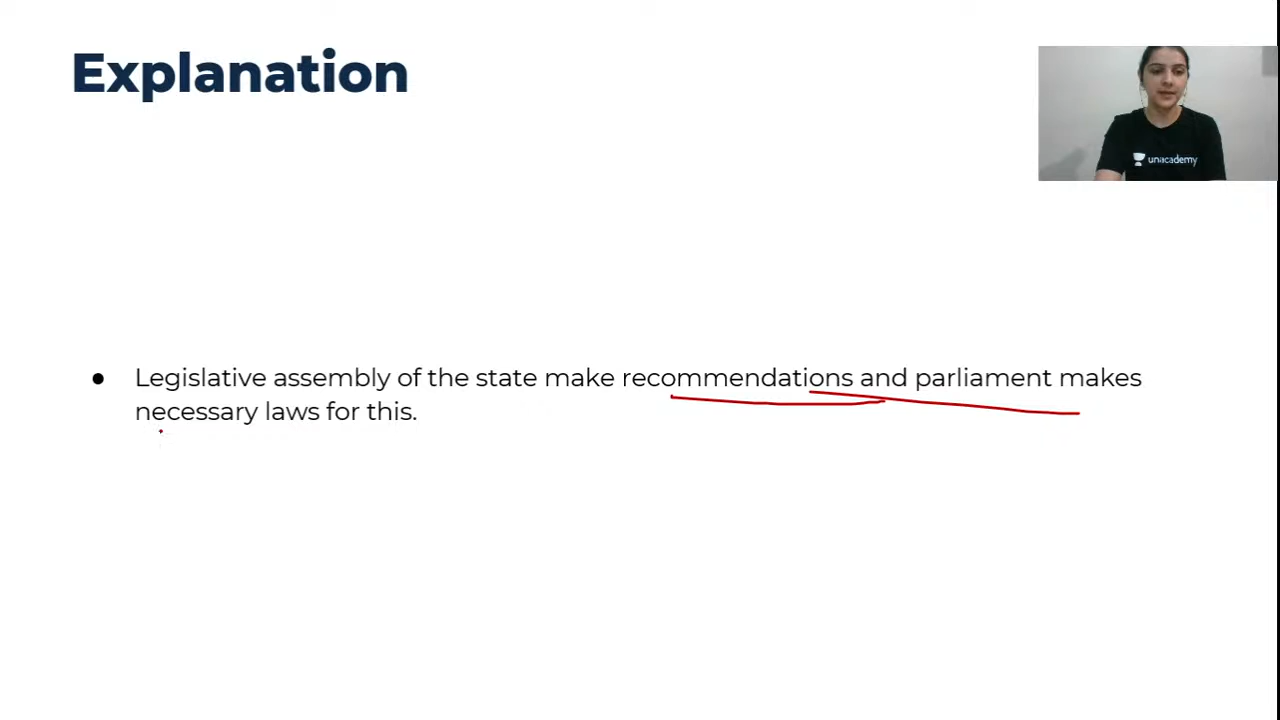 Explanation
unacademy
● Legislative assembly of the state make recommendations and parliament makes
necessary laws for this.